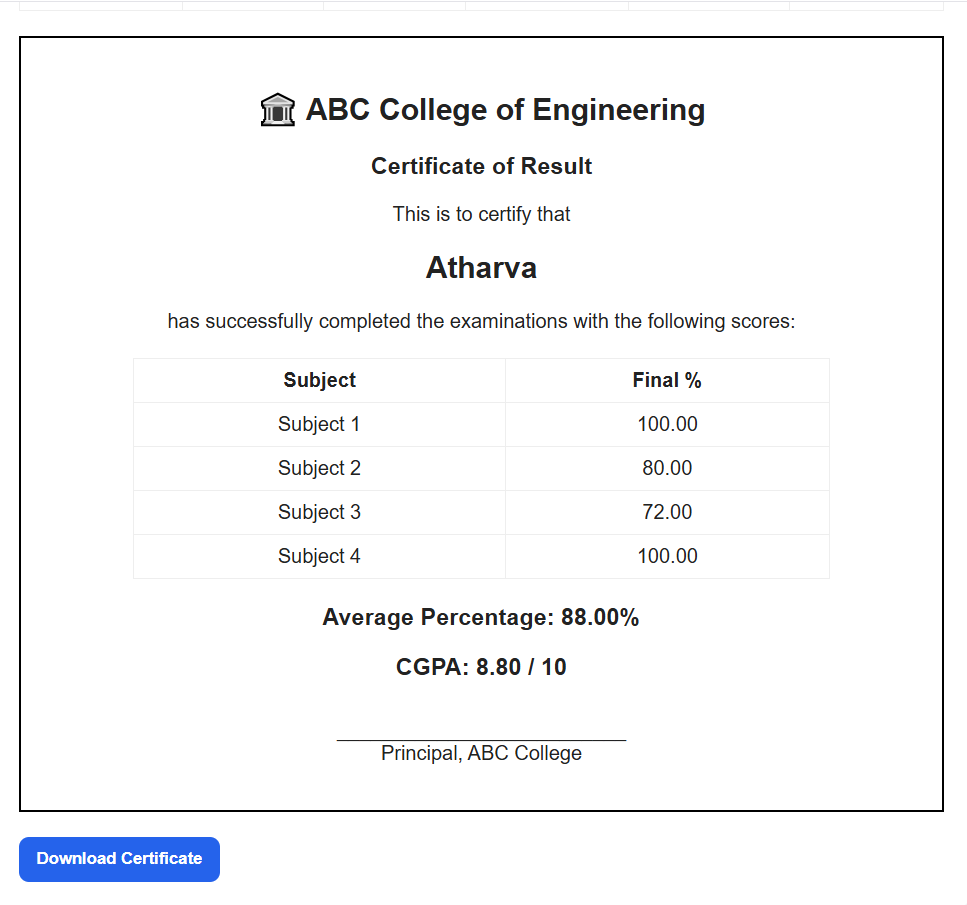 🏛️ ABC College of Engineering
Certificate of Result
This is to certify that
Atharva
has successfully completed the examinations with the following scores:
Subject Final %
Subject 1 100.00
Subject 2 80.00
Subject 3 72.00
Subject 4 100.00
Average Percentage: 88.00%
CGPA: 8.80 / 10
__________________________
Principal, ABC College
Download Certificate